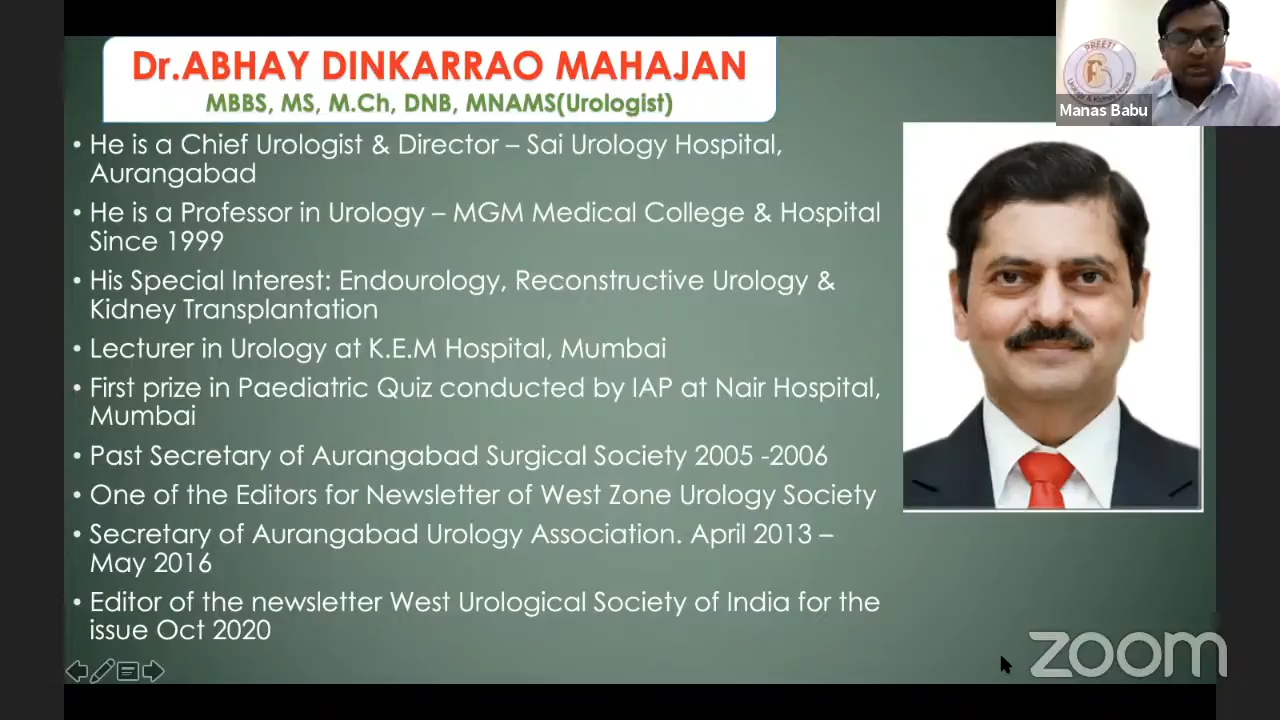 Dr.ABHAY DINKARRAO MAHAJAN
MBBS, MS, M.Ch, DNB, MNAMS(Urologist)
• He is a Chief Urologist & Director – Sai Urology Hospital,
Aurangabad
• He is a Professor in Urology – MGM Medical College & Hospital
Since 1999
• His Special Interest: Endourology, Reconstructive Urology &
Kidney Transplantation
• Lecturer in Urology at K.E.M Hospital, Mumbai
• First prize in Paediatric Quiz conducted by IAP at Nair Hospital,
Mumbai
• Past Secretary of Aurangabad Surgical Society 2005 -2006
• One of the Editors for Newsletter of West Zone Urology Society
• Secretary of Aurangabad Urology Association. April 2013 –
May 2016
• Editor of the newsletter West Urological Society of India for the
issue Oct 2020
PREETI
Manas Babu
zoom